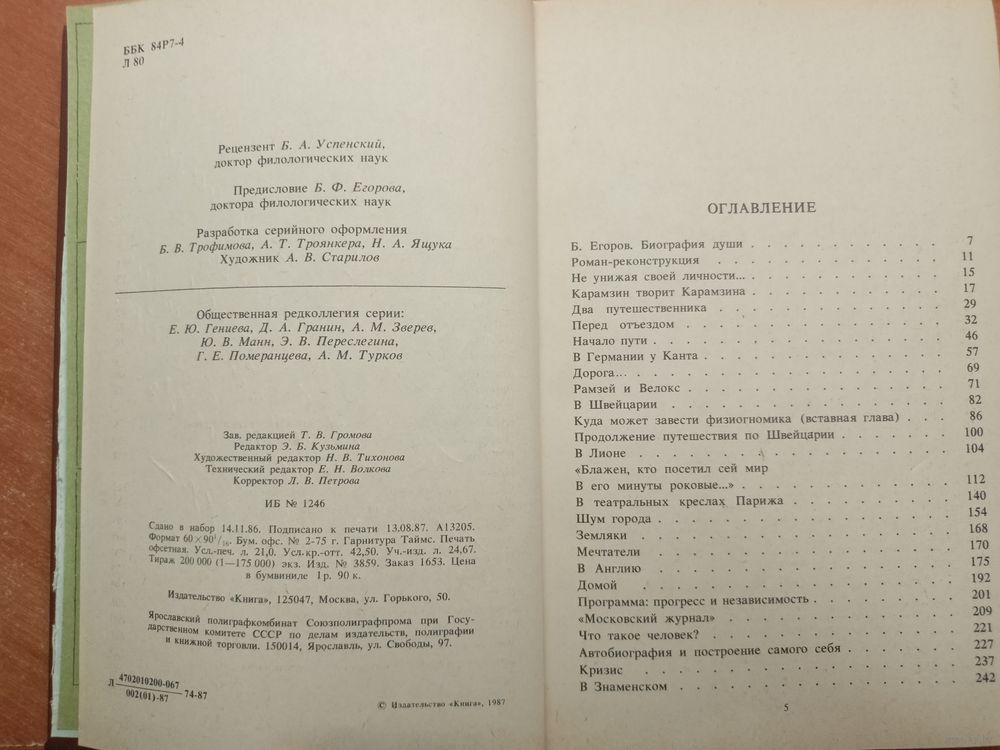 ББК 84Р7-4
Л 80
Рецензент Б. А. Успенский,
доктор филологических наук
Предисловие Б. Ф. Егорова,
доктора филологических наук
Разработка серийного оформления
Б. В. Трофимова, А. Т. Троянкера, Н. А. Ящука
Художник А. В. Старилов
Общественная редколлегия серии:
Е. Ю. Гениева, Д. А. Гранин, А. М. Зверев,
Ю. В. Манн, Э. В. Переслегина,
Г. Е. Померанцева, А. М. Турков
Зав. редакцией Т. В. Громова
Редактор Э. Б. Кузьмина
Художественный редактор Н. В. Тихонова
Технический редактор Е. Н. Волкова
Корректор Л. В. Петрова
ИБ № 1246
Сдано в набор 14.11.86. Подписано к печати 13.08.87. А13205.
Формат 60×90¹/₁₆. Бум. офс. № 2-75 г. Гарнитура Таймс. Печать
офсетная. Усл.-печ. л. 21,0. Усл.кр.-отт. 42,50. Уч.-изд. л. 24,67.
Тираж 200 000 (1—175 000) экз. Изд. № 3859. Заказ 1653. Цена
в бумвиниле 1 р. 90 к.
Издательство «Книга», 125047, Москва, ул. Горького, 50.
Ярославский полиграфкомбинат Союзполиграфпрома при Госу-
дарственном комитете СССР по делам издательств, полиграфии
и книжной торговли. 150014, Ярославль, ул. Свободы, 97.
Л 4702010200-067
002(01)-87 74-87
© Издательство «Книга», 1987
ОГЛАВЛЕНИЕ
Б. Егоров. Биография души . . . . . . . . . . . 7
Роман-реконструкция . . . . . . . . . . . 11
Не унижая своей личности... . . . . . . . . . . 15
Карамзин творит Карамзина . . . . . . . . . . 17
Два путешественника . . . . . . . . . . . 29
Перед отъездом . . . . . . . . . . . . 32
Начало пути . . . . . . . . . . . . . 46
В Германии у Канта . . . . . . . . . . . 57
Дорога... . . . . . . . . . . . . . . 69
Рамзей и Велокс . . . . . . . . . . . . 71
В Швейцарии . . . . . . . . . . . . . 82
Куда может завести физиогномика (вставная глава) . . . 86
Продолжение путешествия по Швейцарии . . . . . . 100
В Лионе . . . . . . . . . . . . . . 104
«Блажен, кто посетил сей мир
В его минуты роковые...» . . . . . . . . . . 112
В театральных креслах Парижа . . . . . . . . 140
Шум города . . . . . . . . . . . . . 154
Земляки . . . . . . . . . . . . . . 168
Мечтатели . . . . . . . . . . . . . 170
В Англию . . . . . . . . . . . . . 175
Домой . . . . . . . . . . . . . . 192
Программа: прогресс и независимость . . . . . . . 201
«Московский журнал» . . . . . . . . . . . 209
Что такое человек? . . . . . . . . . . . 221
Автобиография и построение самого себя . . . . . . 227
Кризис . . . . . . . . . . . . . . 237
В Знаменском . . . . . . . . . . . . . 242
5